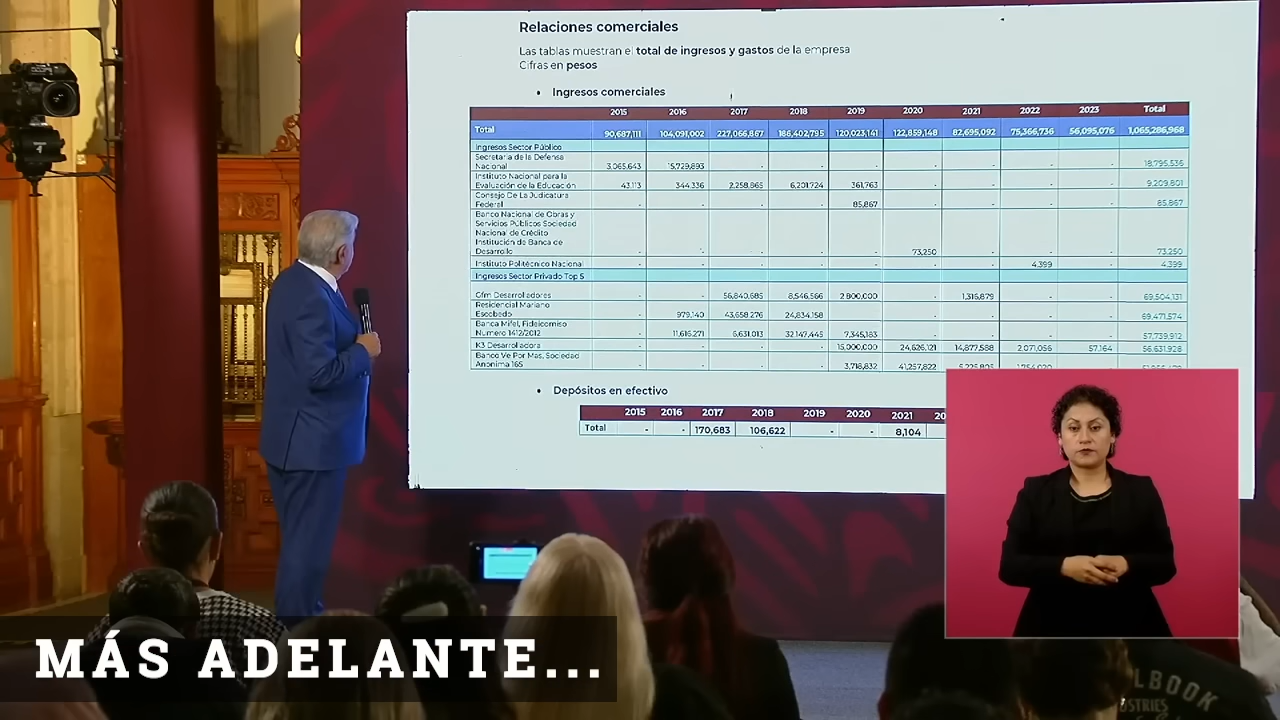 Relaciones comerciales
Las tablas muestran el total de ingresos y gastos de la empresa
Cifras en pesos
• Ingresos comerciales
2015 2016 2017 2018 2019 2020 2021 2022 2023 Total
Total 90,687,111 104,091,002 227,066,867 186,402,795 120,023,141 122,859,148 82,695,092 75,366,736 56,095,076 1,065,286,968
Ingresos Sector Público
Secretaría de la Defensa
Nacional 3,065,643 15,729,893 - - - - - - - 18,795,536
Instituto Nacional para la
Evaluación de la Educación 43,113 344,336 2,258,865 6,201,724 361,763 - - - - 9,209,801
Consejo De La Judicatura
Federal - - - - 85,867 - - - - 85,867
Banco Nacional de Obras y
Servicios Públicos Sociedad
Nacional de Crédito
Institución de Banca de
Desarrollo - - - - - 73,250 - - - 73,250
Instituto Politécnico Nacional - - - - - - - 4,399 - 4,399
Ingresos Sector Privado Top 5
Gfm Desarrolladores - - 56,840,685 8,546,566 2,800,000 - 1,316,879 - - 69,504,131
Residencial Mariano
Escobedo - 979,140 43,658,276 24,834,158 - - - - - 69,471,574
Banca Mifel, Fideicomiso
Numero 1412/2012 - 11,616,271 6,631,013 32,147,445 7,345,183 - - - - 57,739,912
K3 Desarrolladora - - - - 15,000,000 24,626,121 14,877,588 2,071,056 57,164 56,631,928
Banco Ve Por Mas, Sociedad
Anonima 165 - - - - 3,718,832 41,257,822
• Depósitos en efectivo
2015 2016 2017 2018 2019 2020 2021 20
Total - - 170,683 106,622 - - 8,104
MÁS ADELANTE...
LBOOK
USTRIES